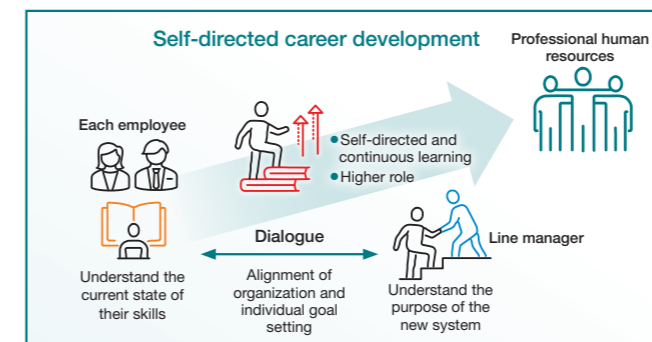 Self-directed career development
Professional human
resources
Each employee
●Self-directed and
continuous learning
●Higher role
Dialogue
Line manager
Understand the
current state of
their skills
Alignment of
organization and
individual goal
setting
Understand the
purpose of the
new system